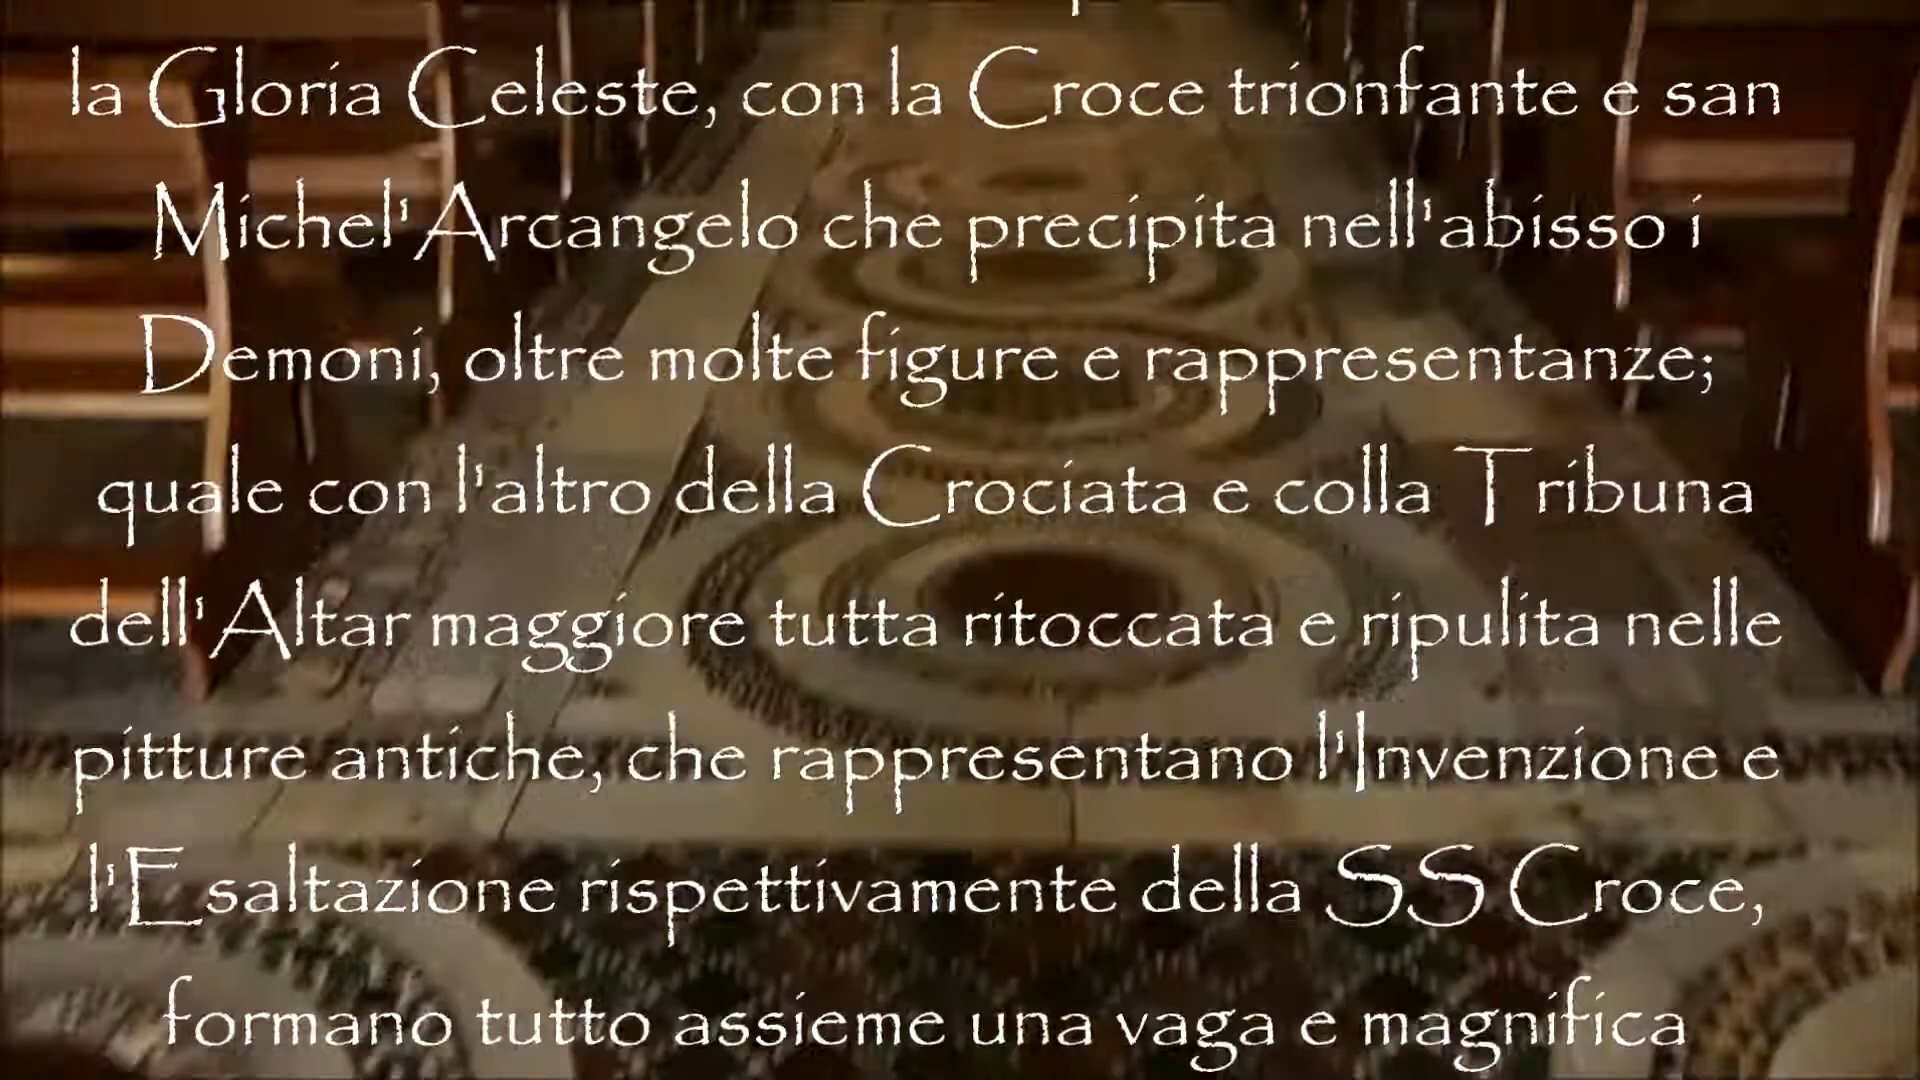 la Gloria Celeste, con la Croce trionfante e san
Michel'Arcangelo che precipita nell'abisso i
Demoni, oltre molte figure e rappresentanze;
quale con l'altro della Crociata e colla Tribuna
dell'Altar maggiore tutta ritoccata e ripulita nelle
pitture antiche, che rappresentano l'Invenzione e
l'Esaltazione rispettivamente della SS Croce,
formano tutto assieme una vaga e magnifica